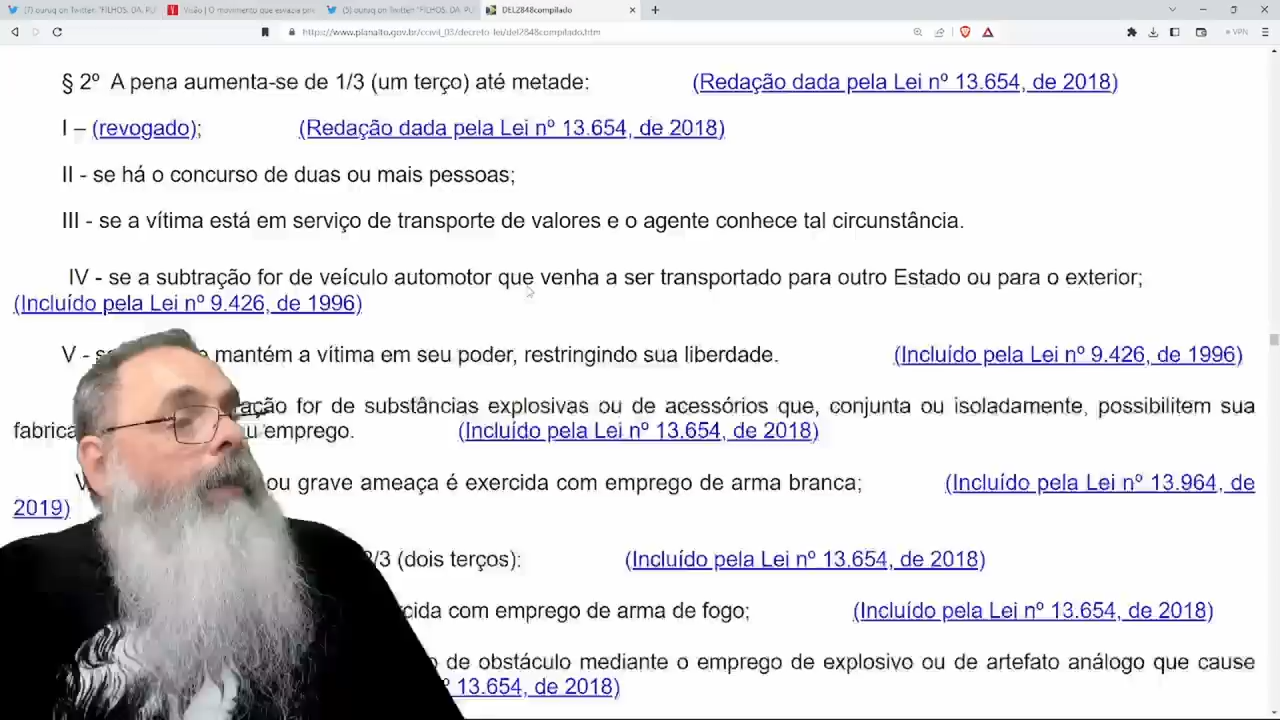 (7) ouruq on Twitter: "FILHOS. DA. PU
Visão | O movimento que esvazia prin
(5) ouruq on Twitter: "FILHOS. DA. PU
DEL2848compilado
https://www.planalto.gov.br/ccivil_03/decreto-lei/del2848compilado.htm
VPN
§ 2º A pena aumenta-se de 1/3 (um terço) até metade: (Redação dada pela Lei nº 13.654, de 2018)
I – (revogado); (Redação dada pela Lei nº 13.654, de 2018)
II - se há o concurso de duas ou mais pessoas;
III - se a vítima está em serviço de transporte de valores e o agente conhece tal circunstância.
IV - se a subtração for de veículo automotor que venha a ser transportado para outro Estado ou para o exterior;
(Incluído pela Lei nº 9.426, de 1996)
V - se mantém a vítima em seu poder, restringindo sua liberdade. (Incluído pela Lei nº 9.426, de 1996)
ação for de substâncias explosivas ou de acessórios que, conjunta ou isoladamente, possibilitem sua
fabrica u emprego. (Incluído pela Lei nº 13.654, de 2018)
V ou grave ameaça é exercida com emprego de arma branca; (Incluído pela Lei nº 13.964, de
2019)
/3 (dois terços): (Incluído pela Lei nº 13.654, de 2018)
rcida com emprego de arma de fogo; (Incluído pela Lei nº 13.654, de 2018)
o de obstáculo mediante o emprego de explosivo ou de artefato análogo que cause
13.654, de 2018)